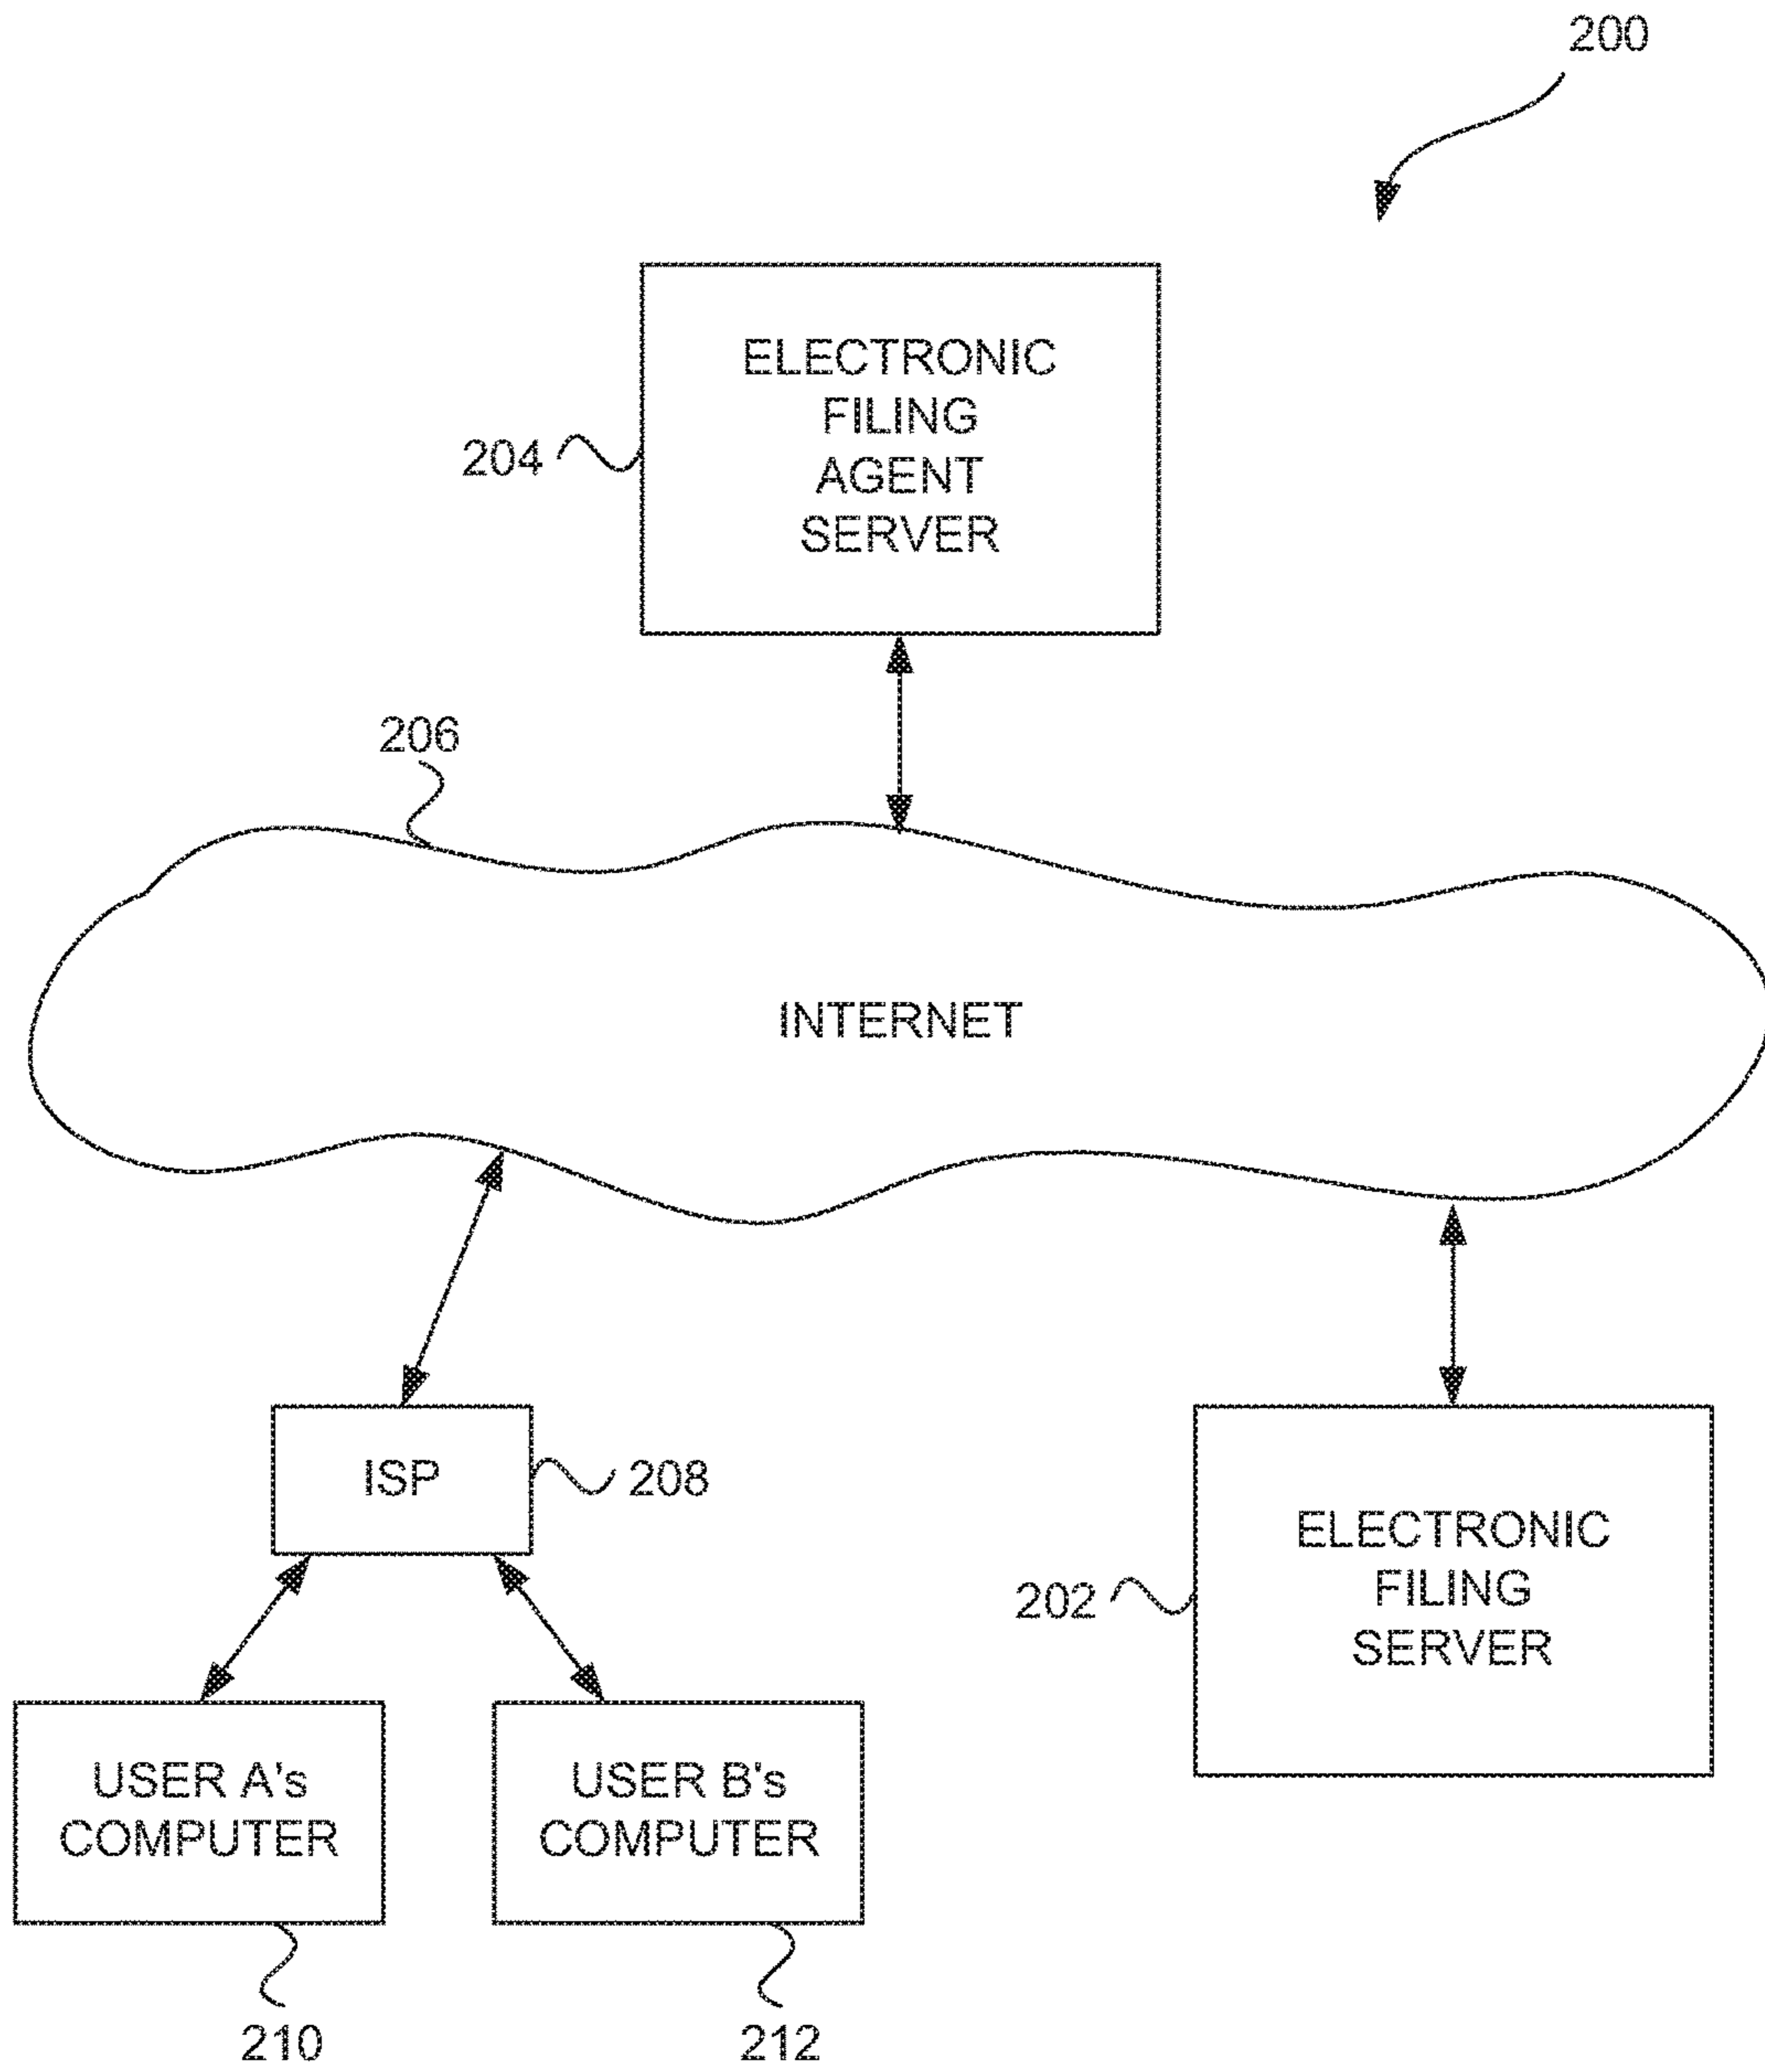 200
ELECTRONIC
FILING
AGENT
SERVER
204
206
INTERNET
ISP
208
ELECTRONIC
FILING
SERVER
202
USER A's
COMPUTER
USER B's
COMPUTER
210
212